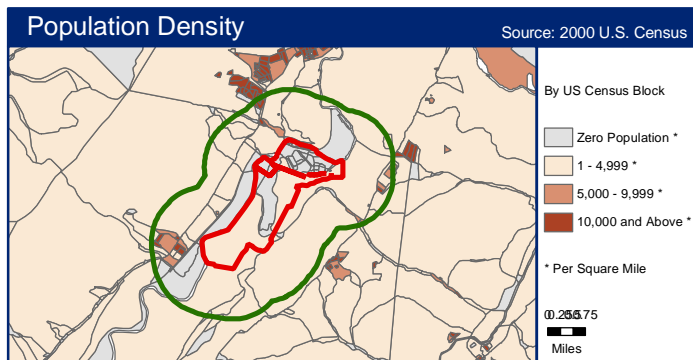 Population Density
Source: 2000 U.S. Census
By US Census Block
Zero Population *
1 - 4,999 *
5,000 - 9,999 *
10,000 and Above *
* Per Square Mile
Miles